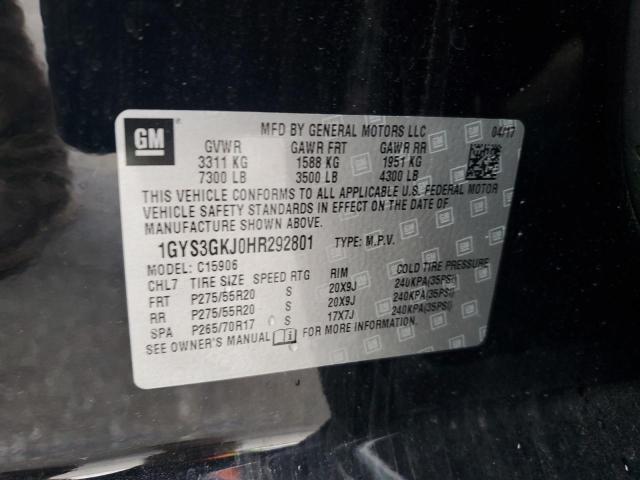 GM
MFD BY GENERAL MOTORS LLC 04/17
GVWR GAWR FRT GAWR RR
3311 KG 1588 KG 1951 KG
7300 LB 3500 LB 4300 LB
THIS VEHICLE CONFORMS TO ALL APPLICABLE U.S. FEDERAL MOTOR
VEHICLE SAFETY STANDARDS IN EFFECT ON THE DATE OF
MANUFACTURE SHOWN ABOVE.
1GYS3GKJ0HR292801 TYPE: M.P.V.
MODEL: C15906
CHL7 TIRE SIZE SPEED RTG RIM COLD TIRE PRESSURE
FRT P275/55R20 S 20X9J 240KPA(35PSI)
RR P275/55R20 S 20X9J 240KPA(35PSI)
SPA P265/70R17 S 17X7J 240KPA(35PSI)
SEE OWNER'S MANUAL FOR MORE INFORMATION.